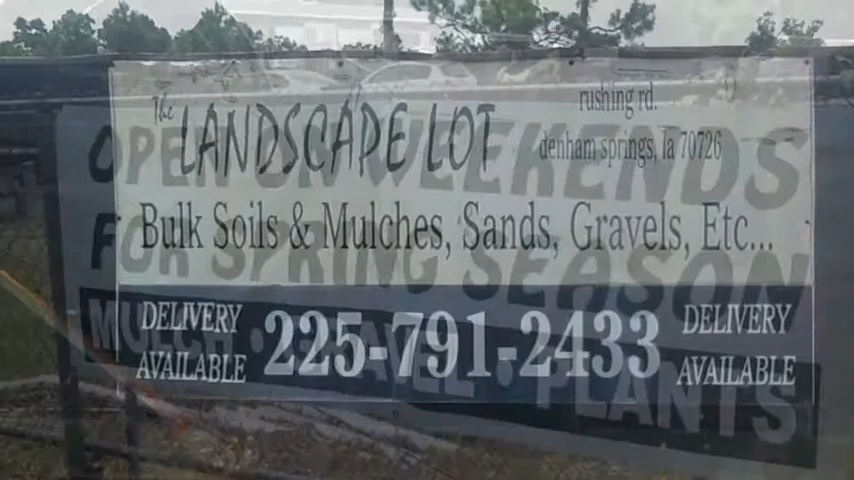 The LANDSCAPE LOT
rushing rd.
denham springs, la 70726
Bulk Soils & Mulches, Sands, Gravels, Etc...
DELIVERY AVAILABLE
225-791-2433
DELIVERY AVAILABLE
OPEN ON WEEKENDS
FOR SPRING SEASON
MULCH • GRAVEL • PLANTS